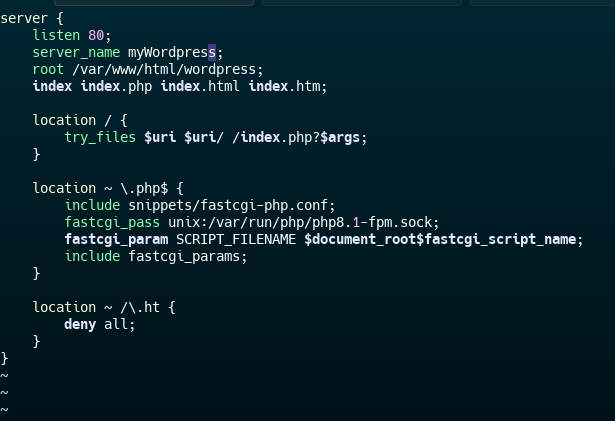 server {
    listen 80;
    server_name myWordpress;
    root /var/www/html/wordpress;
    index index.php index.html index.htm;

    location / {
        try_files $uri $uri/ /index.php?$args;
    }

    location ~ \.php$ {
        include snippets/fastcgi-php.conf;
        fastcgi_pass unix:/var/run/php/php8.1-fpm.sock;
        fastcgi_param SCRIPT_FILENAME $document_root$fastcgi_script_name;
        include fastcgi_params;
    }

    location ~ /\.ht {
        deny all;
    }
}
~
~
~